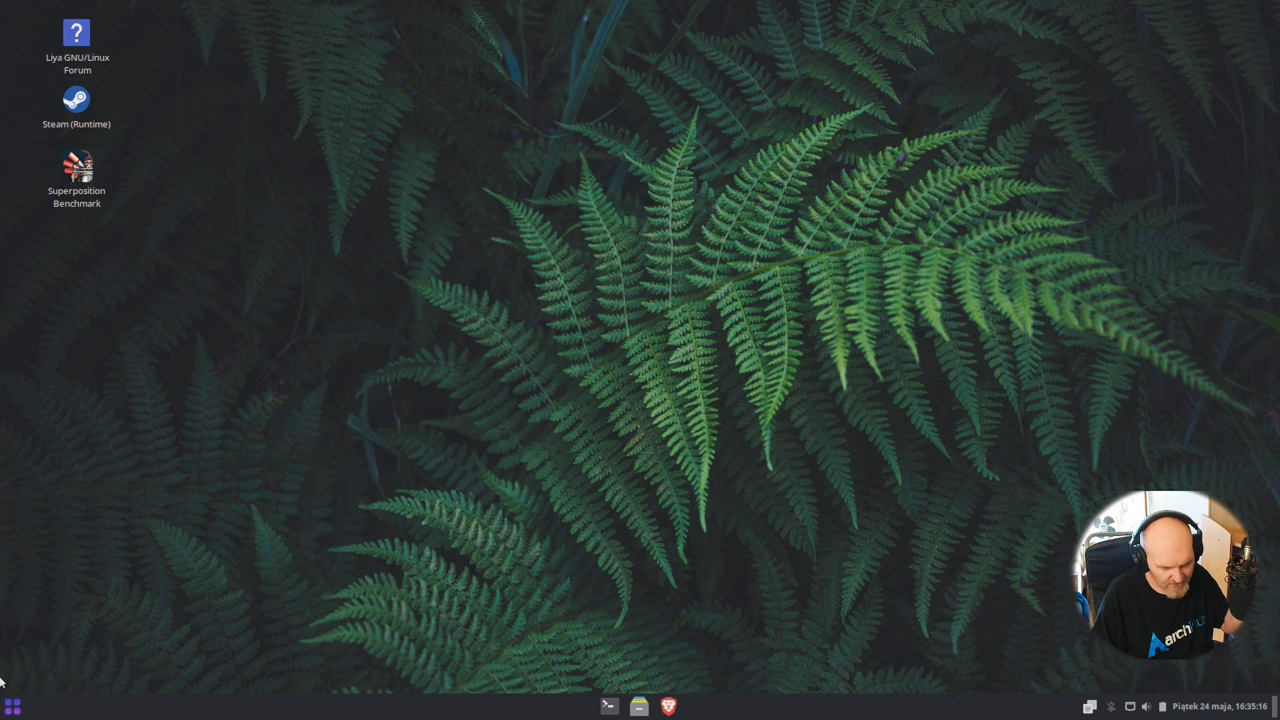 Liya GNU/Linux
Forum
Steam (Runtime)
Superposition
Benchmark
arch
Piątek 24 maja, 16:35:16